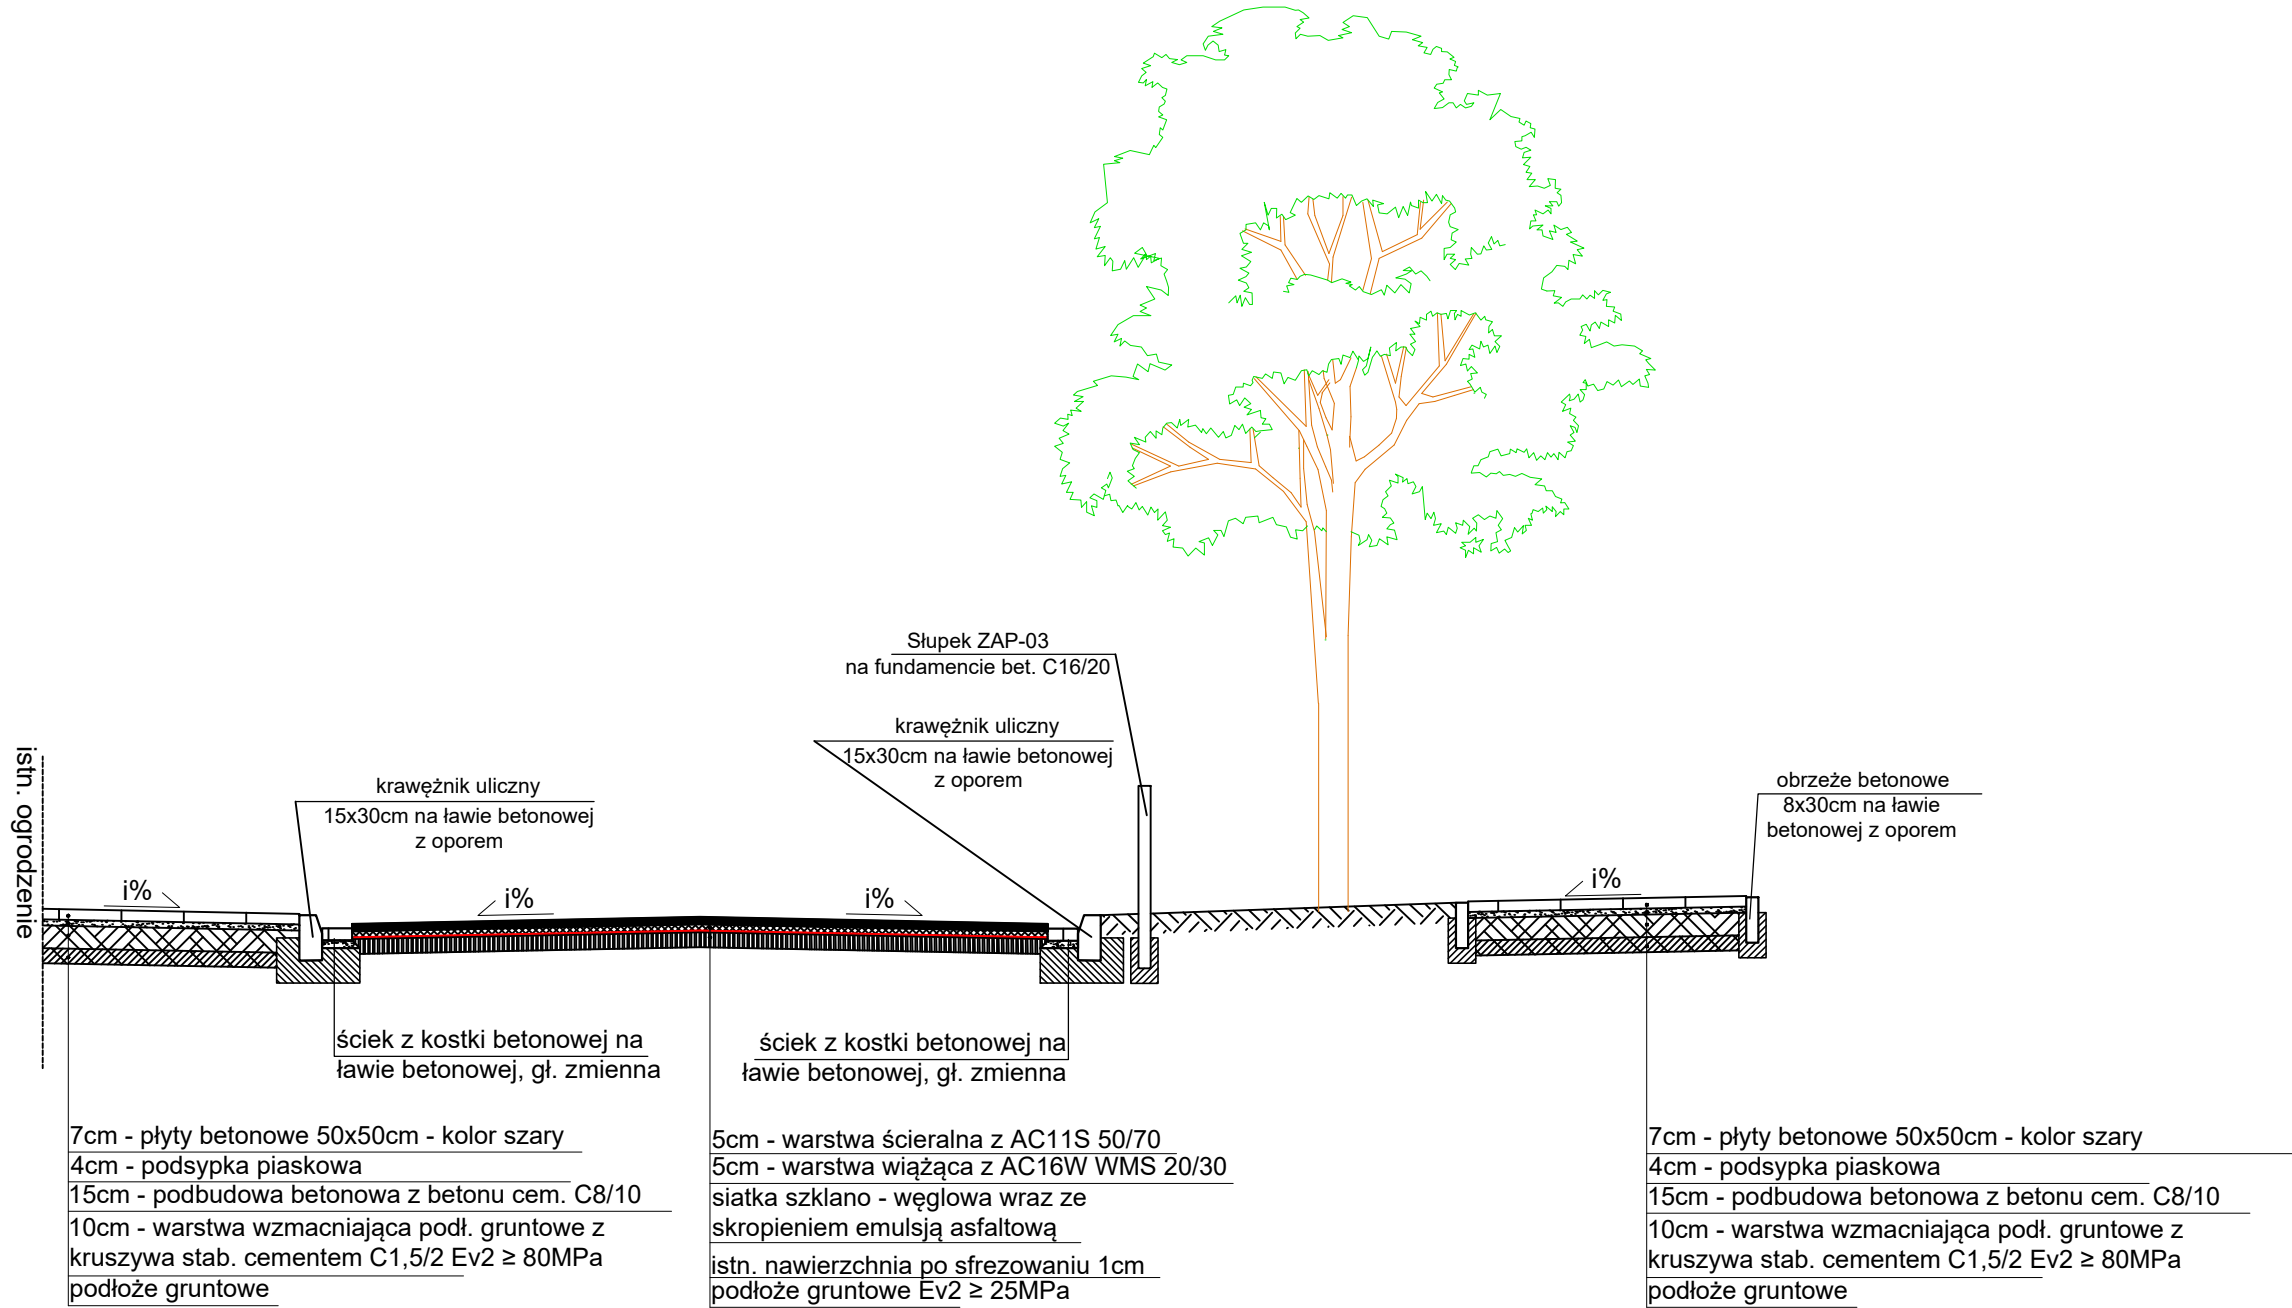 Słupek ZAP-03
na fundamencie bet. C16/20
krawężnik uliczny
15x30cm na ławie betonowej
z oporem
krawężnik uliczny
15x30cm na ławie betonowej
z oporem
obrzeże betonowe
8x30cm na ławie
betonowej z oporem
istn. ogrodzenie
i%
i%
i%
i%
ściek z kostki betonowej na
ławie betonowej, gł. zmienna
ściek z kostki betonowej na
ławie betonowej, gł. zmienna
7cm - płyty betonowe 50x50cm - kolor szary
4cm - podsypka piaskowa
15cm - podbudowa betonowa z betonu cem. C8/10
10cm - warstwa wzmacniająca podł. gruntowe z
kruszywa stab. cementem C1,5/2 Ev2 ≥ 80MPa
podłoże gruntowe
5cm - warstwa ścieralna z AC11S 50/70
5cm - warstwa wiążąca z AC16W WMS 20/30
siatka szklano - węglowa wraz ze
skropieniem emulsją asfaltową
istn. nawierzchnia po sfrezowaniu 1cm
podłoże gruntowe Ev2 ≥ 25MPa
7cm - płyty betonowe 50x50cm - kolor szary
4cm - podsypka piaskowa
15cm - podbudowa betonowa z betonu cem. C8/10
10cm - warstwa wzmacniająca podł. gruntowe z
kruszywa stab. cementem C1,5/2 Ev2 ≥ 80MPa
podłoże gruntowe